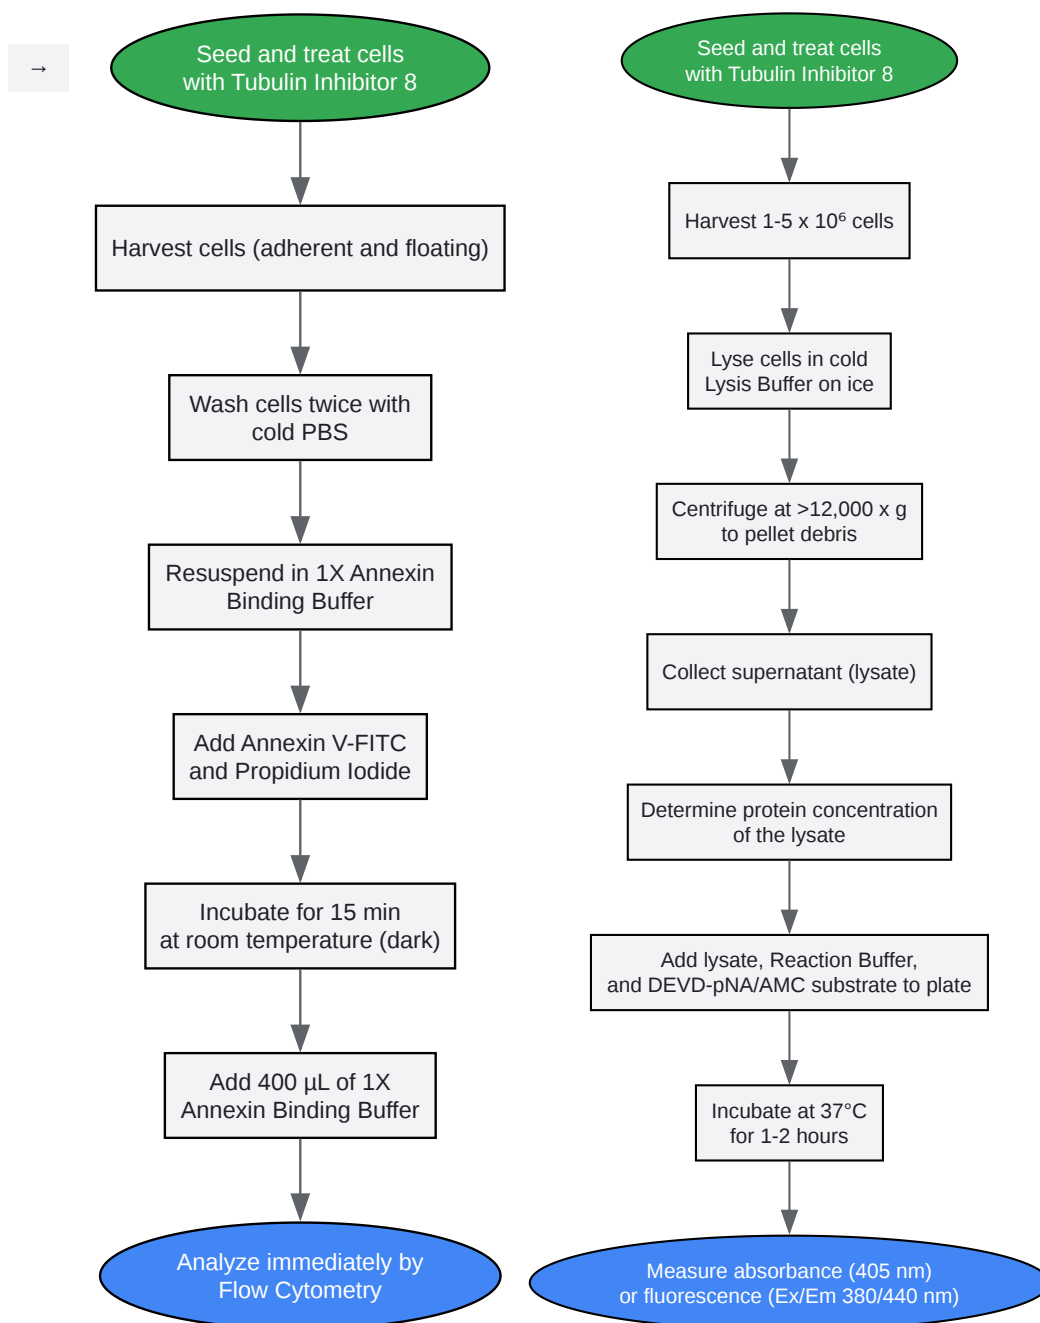 →
Seed and treat cells
with Tubulin Inhibitor 8
Harvest cells (adherent and floating)
Wash cells twice with
cold PBS
Resuspend in 1X Annexin
Binding Buffer
Add Annexin V-FITC
and Propidium Iodide
Incubate for 15 min
at room temperature (dark)
Add 400 µL of 1X
Annexin Binding Buffer
Analyze immediately by
Flow Cytometry
Seed and treat cells
with Tubulin Inhibitor 8
Harvest 1-5 x 10⁶ cells
Lyse cells in cold
Lysis Buffer on ice
Centrifuge at >12,000 x g
to pellet debris
Collect supernatant (lysate)
Determine protein concentration
of the lysate
Add lysate, Reaction Buffer,
and DEVD-pNA/AMC substrate to plate
Incubate at 37°C
for 1-2 hours
Measure absorbance (405 nm)
or fluorescence (Ex/Em 380/440 nm)